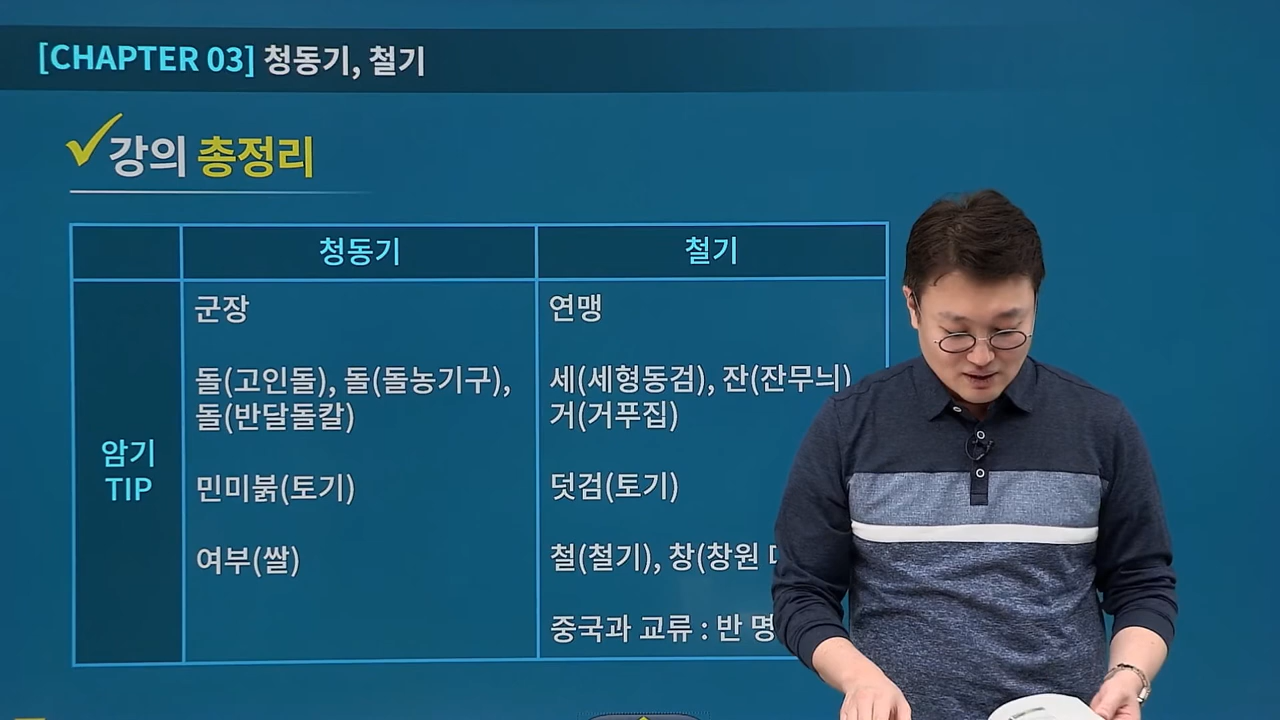 [CHAPTER 03] 청동기, 철기
강의 총정리
청동기
철기
암기
TIP
군장
돌(고인돌), 돌(돌농기구),
돌(반달돌칼)
민미붉(토기)
여부(쌀)
연맹
세(세형동검), 잔(잔무늬)
거(거푸집)
덧검(토기)
철(철기), 창(창원
중국과 교류 : 반 명